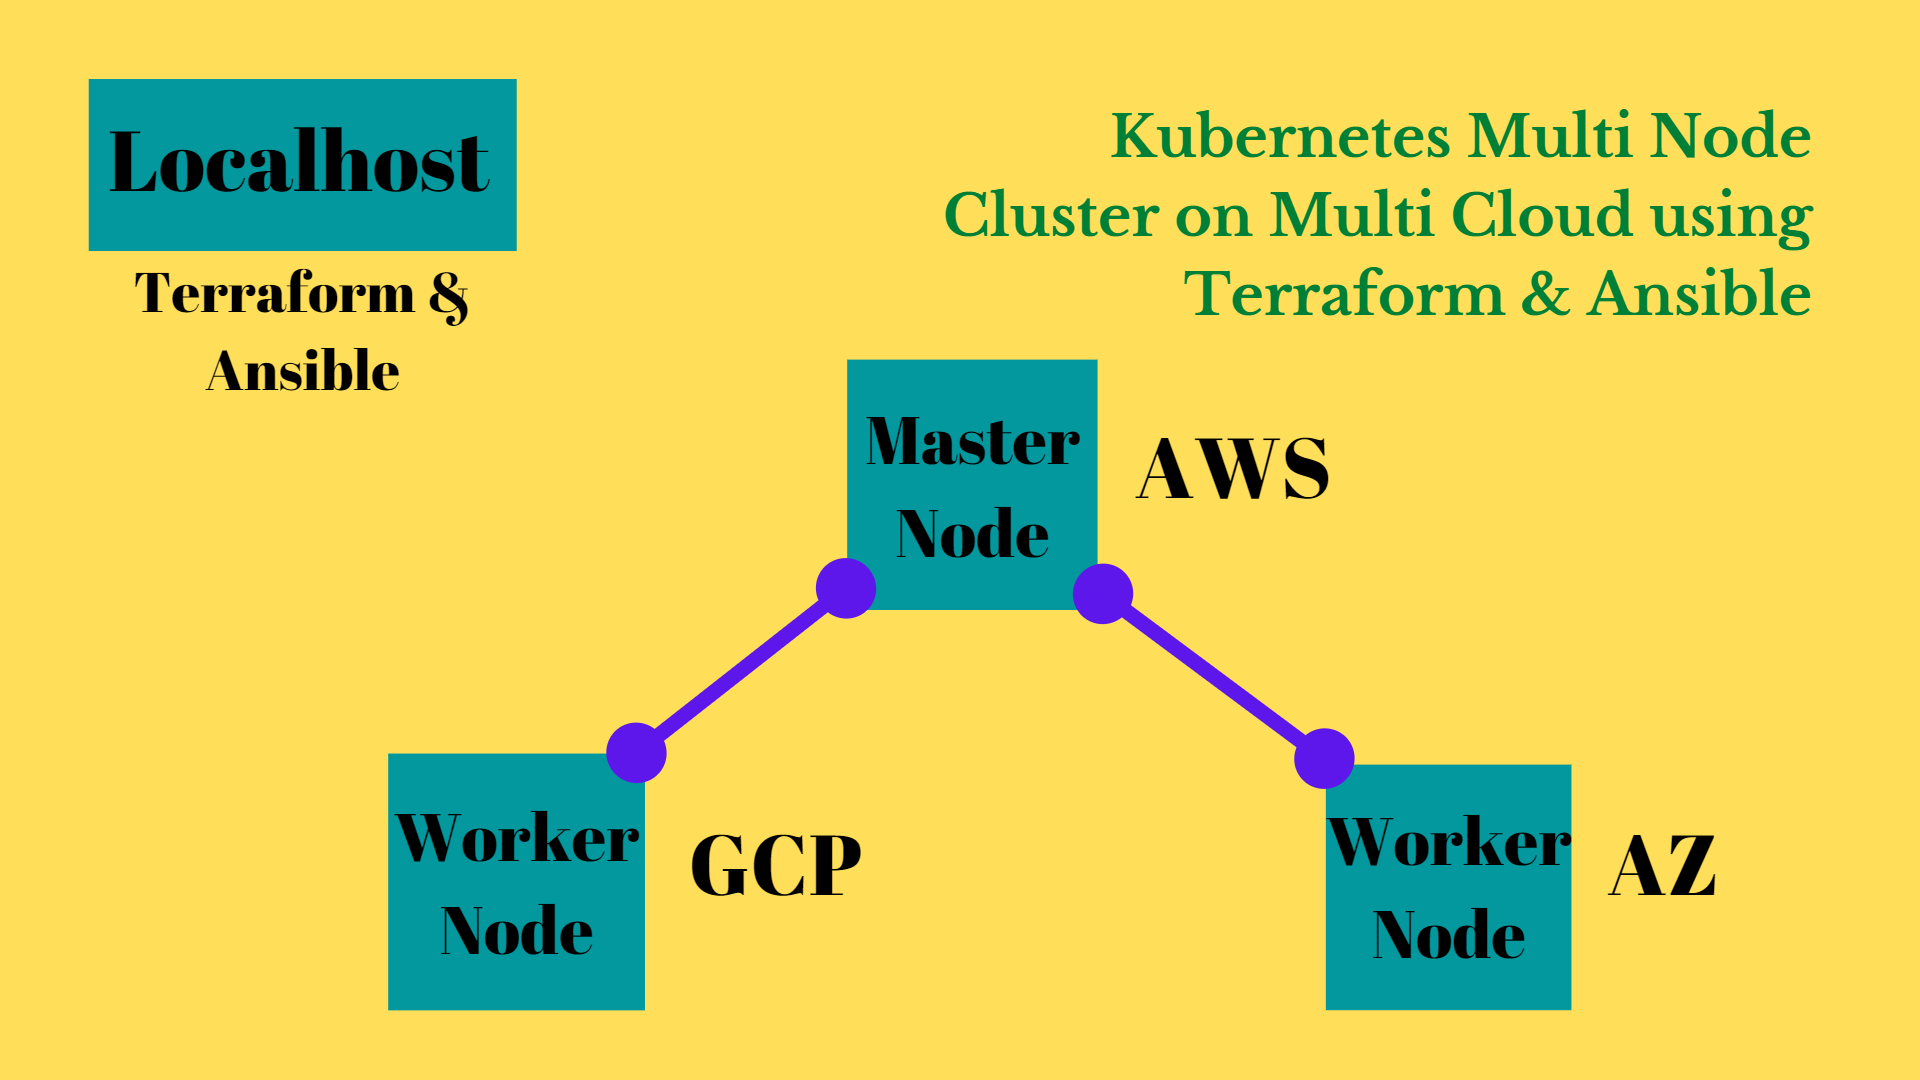 Localhost
Terraform &
Ansible
Kubernetes Multi Node
Cluster on Multi Cloud using
Terraform & Ansible
Master
Node
AWS
Worker
Node
GCP
Worker
Node
AZ